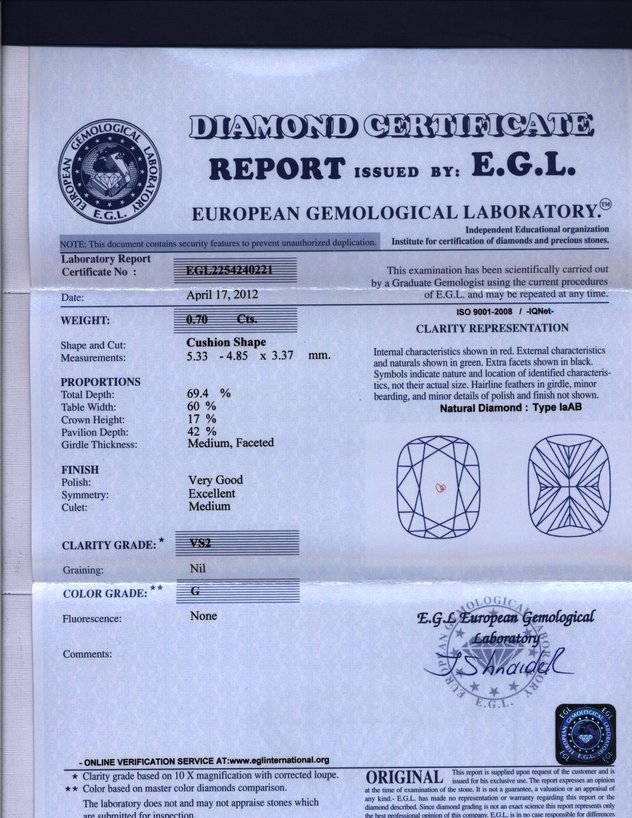 DIAMOND CERTIFICATE
REPORT ISSUED BY: E.G.L.
EUROPEAN GEMOLOGICAL LABORATORY.™
Independent Educational organization
Institute for certification of diamonds and precious stones.
EUROPEAN GEMOLOGICAL LABORATORY
E.G.L.
NOTE: This document contains security features to prevent unauthorized duplication.
Laboratory Report
Certificate No : EGL2254240221
Date: April 17, 2012
WEIGHT: 0.70 Cts.
Shape and Cut: Cushion Shape
Measurements: 5.33 - 4.85 x 3.37 mm.
PROPORTIONS
Total Depth: 69.4 %
Table Width: 60 %
Crown Height: 17 %
Pavilion Depth: 42 %
Girdle Thickness: Medium, Faceted
FINISH
Polish: Very Good
Symmetry: Excellent
Culet: Medium
CLARITY GRADE: * VS2
Graining: Nil
COLOR GRADE: ** G
Fluorescence: None
Comments:
This examination has been scientifically carried out
by a Graduate Gemologist using the current procedures
of E.G.L. and may be repeated at any time.
ISO 9001-2008 / -IQNet-
CLARITY REPRESENTATION
Internal characteristics shown in red. External characteristics
and naturals shown in green. Extra facets shown in black.
Symbols indicate nature and location of identified characteris-
tics, not their actual size. Hairline feathers in girdle, minor
bearding, and minor details of polish and finish not shown.
Natural Diamond : Type IaAB
E.G.L European Gemological
Laboratory
J Shnaider
EUROPEAN GEMOLOGICAL LABORATORY
E.G.L.
EGL
EGL
EGL
EGL
E.G.L.
- ONLINE VERIFICATION SERVICE AT:www.eglinternational.org
★ Clarity grade based on 10 X magnification with corrected loupe.
★★ Color based on master color diamonds comparison.
The laboratory does not and may not appraise stones which
are submitted for inspection
ORIGINAL This report is supplied upon request of the customer and is
issued for his exclusive use. The report expresses an opinion
at the time of examination of the stone. It is not a guarantee, a valuation or an appraisal
of any kind.- E.G.L. has made no representation or warranty regarding this report or the
diamond described. Since diamond grading is not an exact science this report represents only
the best professional opinion of this company. E.G.L. is in no case responsible for differences